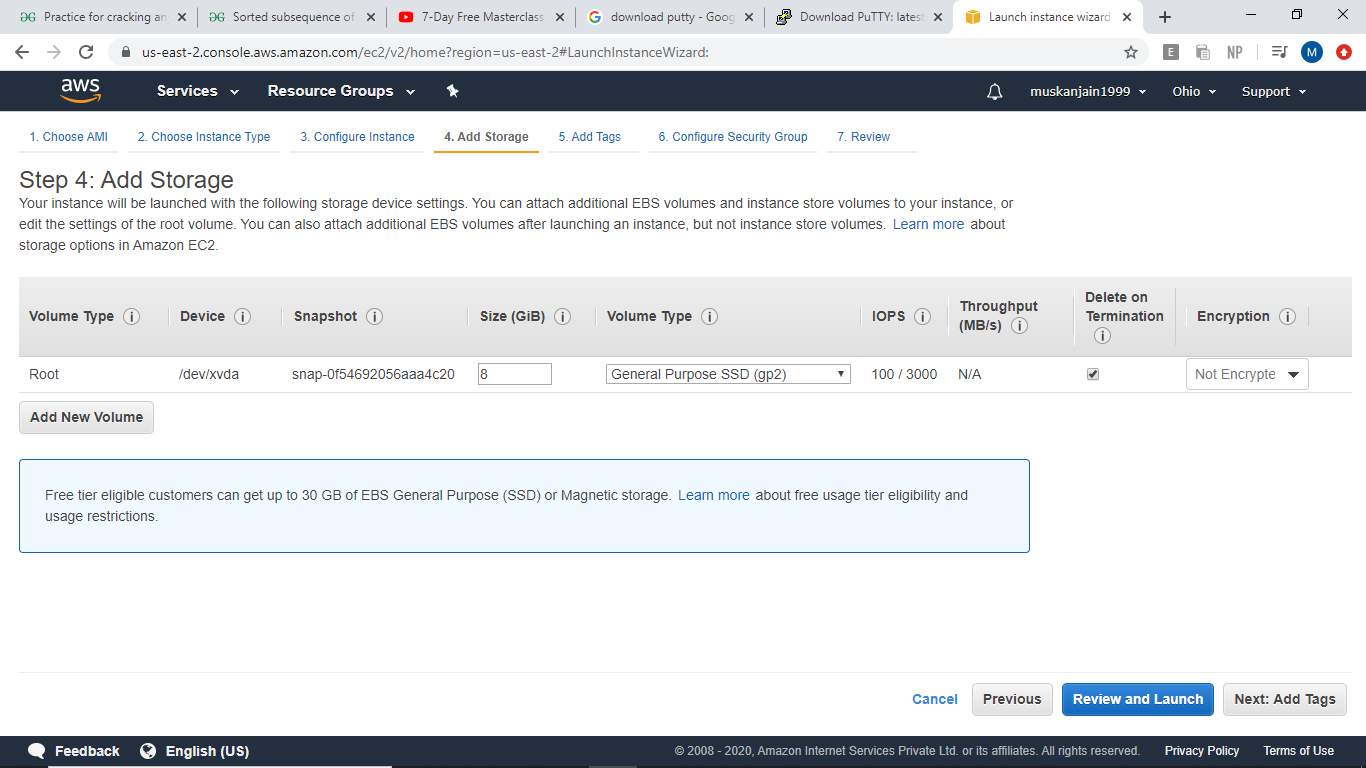 Practice for cracking an
Sorted subsequence of
7-Day Free Masterclass
download putty - Goog
Download PuTTY: latest
Launch instance wizard
us-east-2.console.aws.amazon.com/ec2/v2/home?region=us-east-2#LaunchInstanceWizard:
E
NP
M
aws
Services
Resource Groups
muskanjain1999
Ohio
Support
1. Choose AMI
2. Choose Instance Type
3. Configure Instance
4. Add Storage
5. Add Tags
6. Configure Security Group
7. Review
Step 4: Add Storage
Your instance will be launched with the following storage device settings. You can attach additional EBS volumes and instance store volumes to your instance, or
edit the settings of the root volume. You can also attach additional EBS volumes after launching an instance, but not instance store volumes. Learn more about
storage options in Amazon EC2.
Volume Type i
Device i
Snapshot i
Size (GiB) i
Volume Type i
IOPS i
Throughput
(MB/s) i
Delete on
Termination
i
Encryption i
Root
/dev/xvda
snap-0f54692056aaa4c20
8
General Purpose SSD (gp2)
100 / 3000
N/A
Not Encrypte
Add New Volume
Free tier eligible customers can get up to 30 GB of EBS General Purpose (SSD) or Magnetic storage. Learn more about free usage tier eligibility and
usage restrictions.
Cancel
Previous
Review and Launch
Next: Add Tags
Feedback
English (US)
© 2008 - 2020, Amazon Internet Services Private Ltd. or its affiliates. All rights reserved.
Privacy Policy
Terms of Use